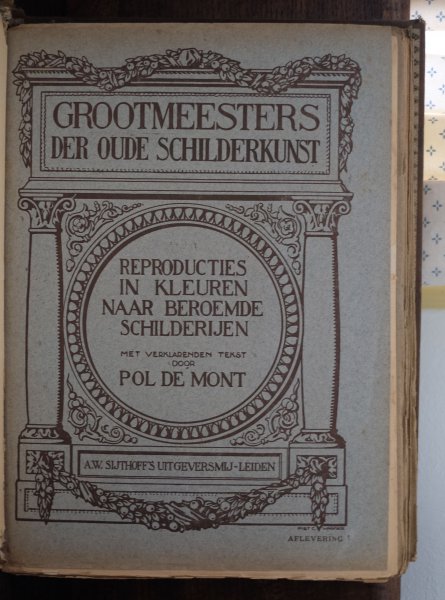 GROOTMEESTERS
DER OUDE SCHILDERKUNST
REPRODUCTIES
IN KLEUREN
NAAR BEROEMDE
SCHILDERIJEN
MET VERKLARENDEN TEKST
DOOR
POL DE MONT
A.W. SIJTHOFF'S UITGEVERSMIJ-LEIDEN
AFLEVERING